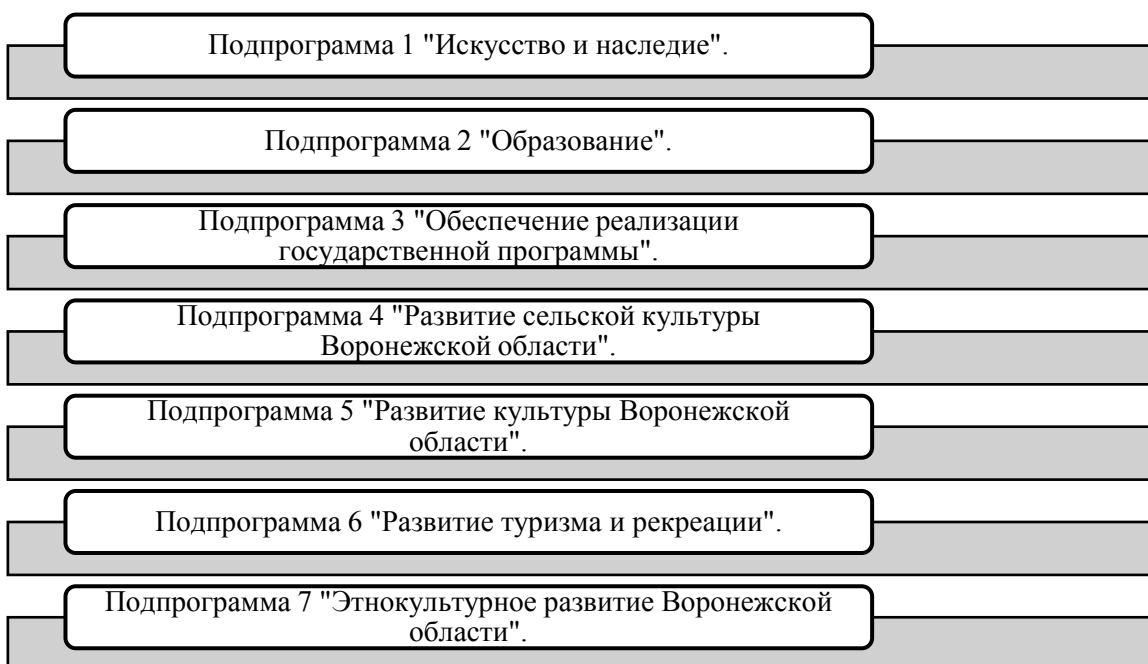 Подпрограмма 1 "Искусство и наследие".
Подпрограмма 2 "Образование".
Подпрограмма 3 "Обеспечение реализации
государственной программы".
Подпрограмма 4 "Развитие сельской культуры
Воронежской области".
Подпрограмма 5 "Развитие культуры Воронежской
области".
Подпрограмма 6 "Развитие туризма и рекреации".
Подпрограмма 7 "Этнокультурное развитие Воронежской
области".